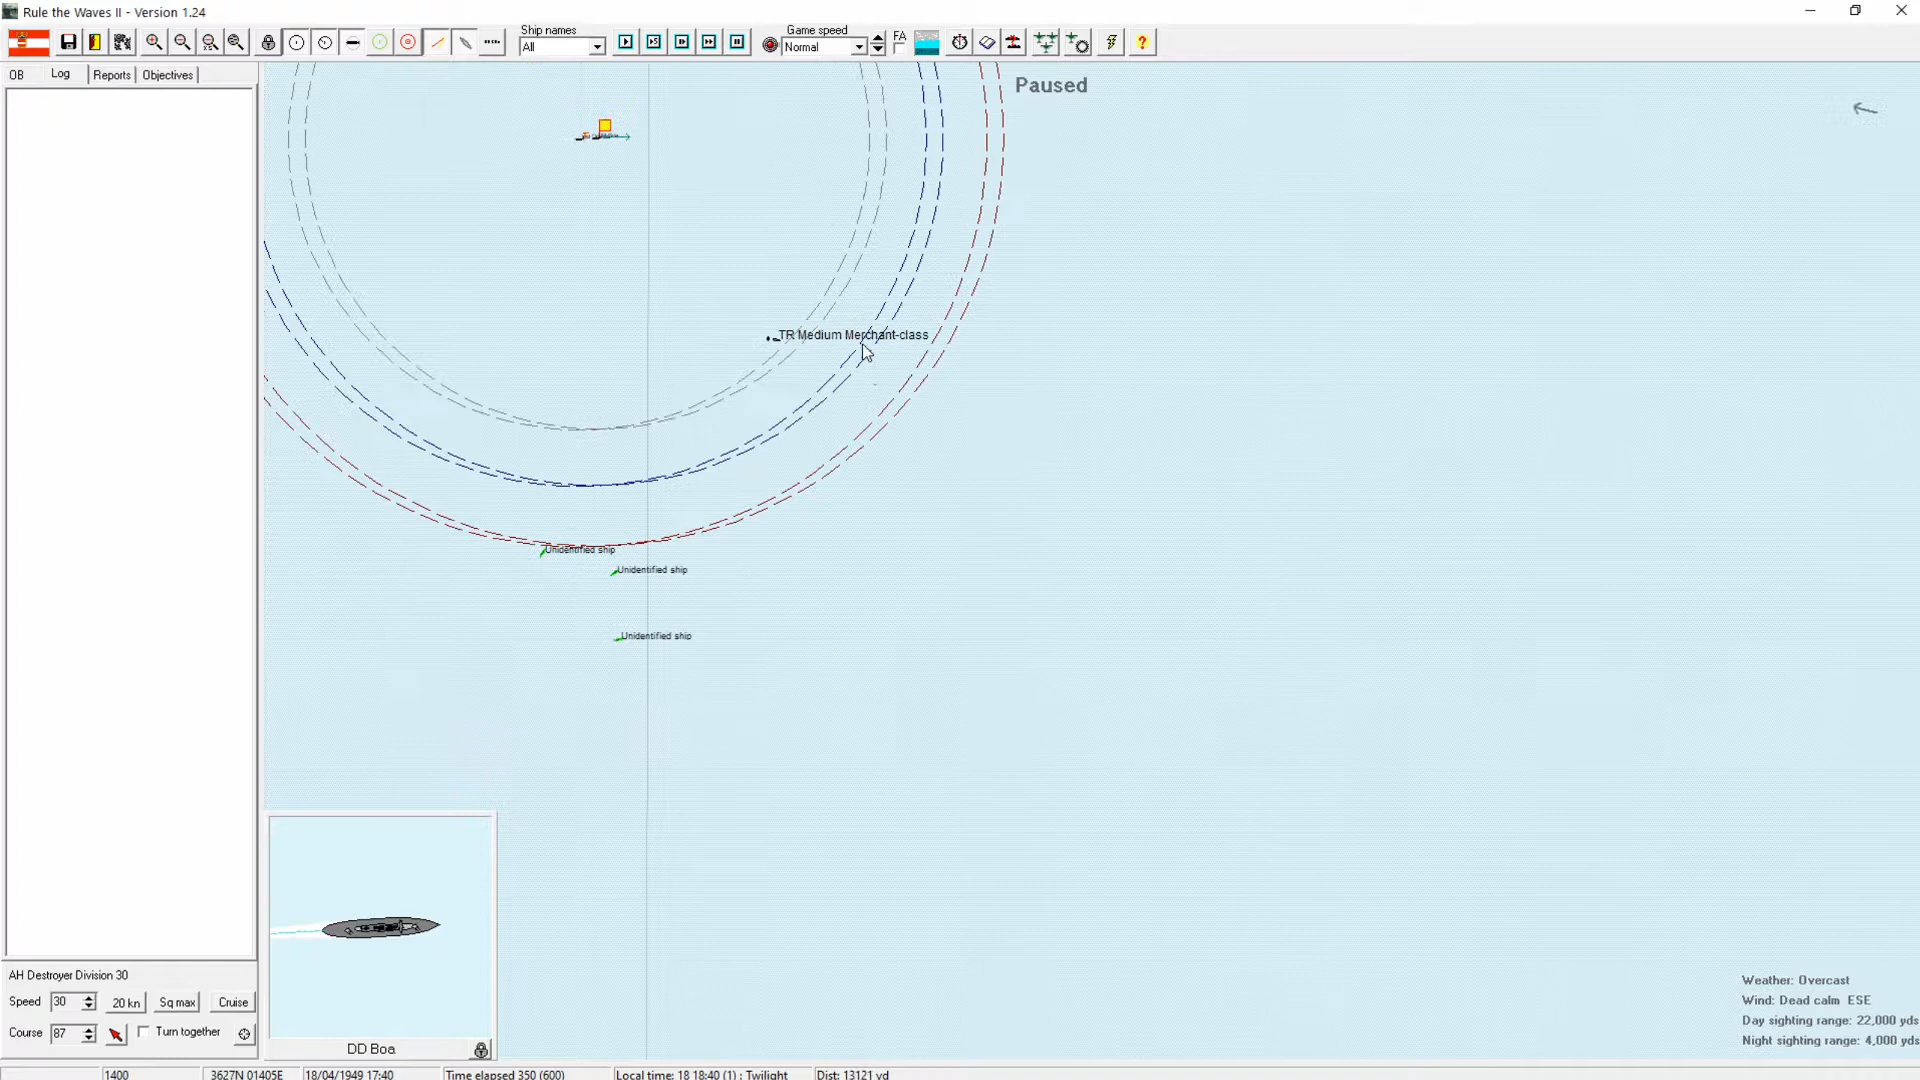 Rule the Waves II - Version 1.24
Ship names
All
Game speed
Normal
FA
OB
Log
Reports
Objectives
Paused
TR Medium Merchant-class
Unidentified ship
Unidentified ship
Unidentified ship
AH Destroyer Division 30
Speed 30 20 kn Sq max Cruise
Course 87 Turn together
DD Boa
Weather: Overcast
Wind: Dead calm ESE
Day sighting range: 22,000 yds
Night sighting range: 4,000 yds
1400 3627N 01405E 18/04/1949 17:40 Time elapsed 350 (600) Local time: 18 18:40 (1) : Twilight Dist: 13121 yd